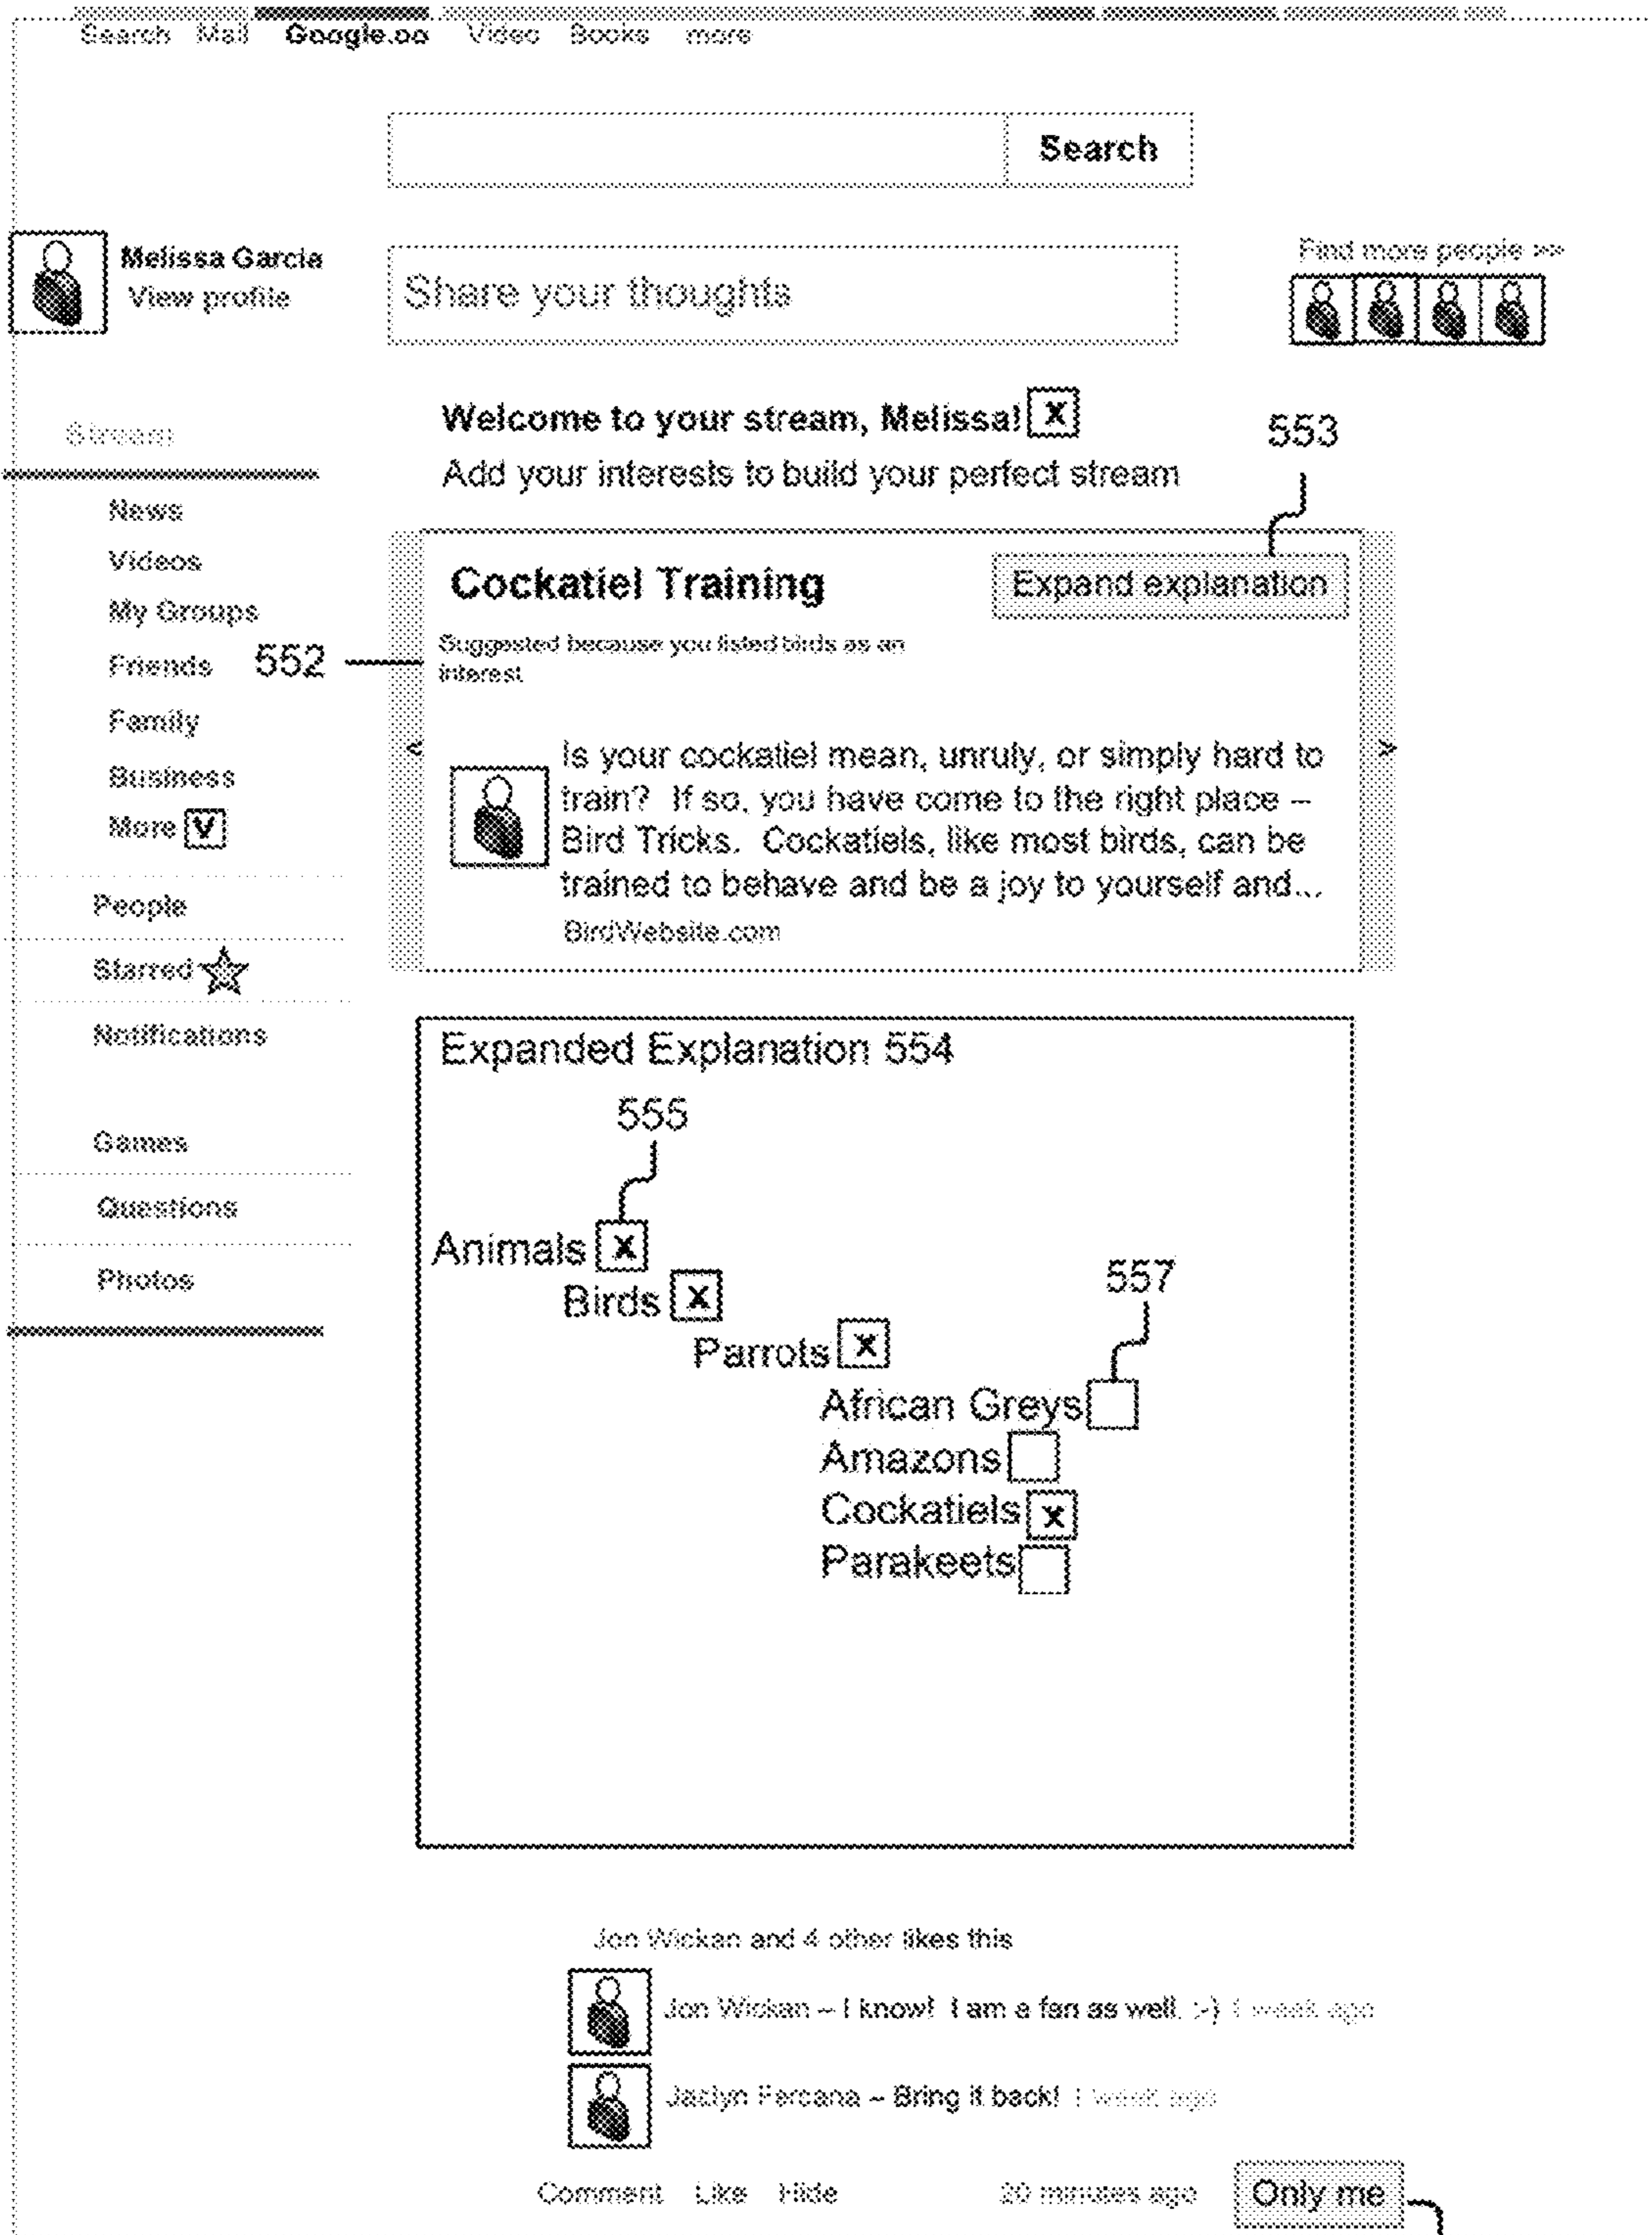 Search Mail Google.oo Video Books more
Search
Melissa Garcia
View profile
Share your thoughts
Find more people >>
Welcome to your stream, Melissa! X
Add your interests to build your perfect stream
553
Stream
News
Videos
My Groups
Friends
Family
Business
More V
People
Starred
Notifications
Games
Questions
Photos
552
Cockatiel Training
Expand explanation
Suggested because you listed birds as an
interest
<
>
Is your cockatiel mean, unruly, or simply hard to
train? If so, you have come to the right place –
Bird Tricks. Cockatiels, like most birds, can be
trained to behave and be a joy to yourself and...
BirdWebsite.com
Expanded Explanation 554
555
Animals X
Birds X
557
Parrots X
African Greys
Amazons
Cockatiels X
Parakeets
Jon Wickan and 4 other likes this
Jon Wickan – I know! I am a fan as well. :-) 1 week ago
Jaclyn Fercana – Bring it back! 1 week ago
Comment Like Hide 20 minutes ago Only me